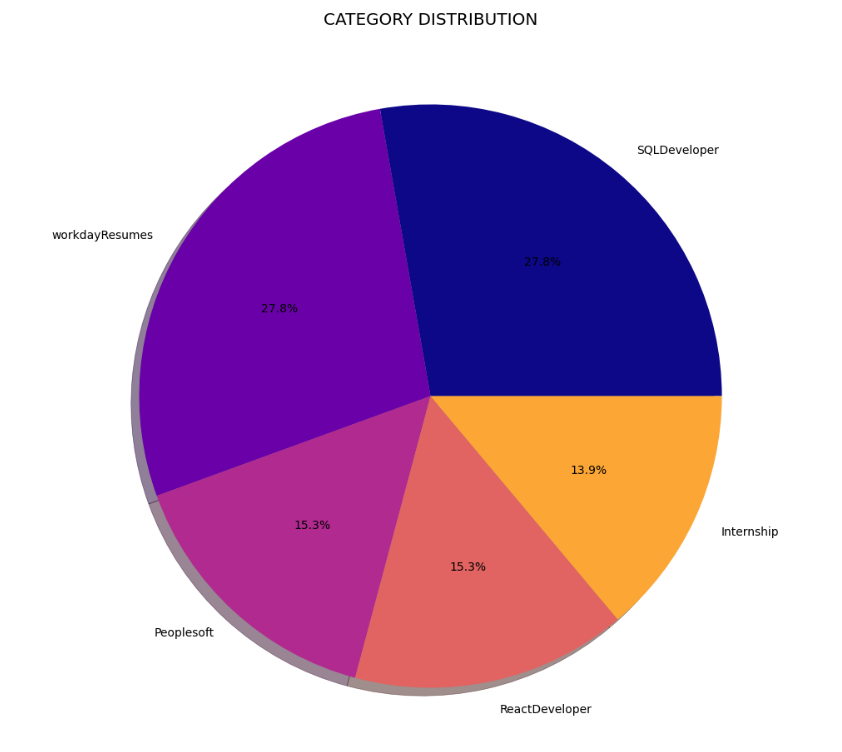 CATEGORY DISTRIBUTION
SQLDeveloper
27.8%
workdayResumes
27.8%
Peoplesoft
15.3%
ReactDeveloper
15.3%
Internship
13.9%